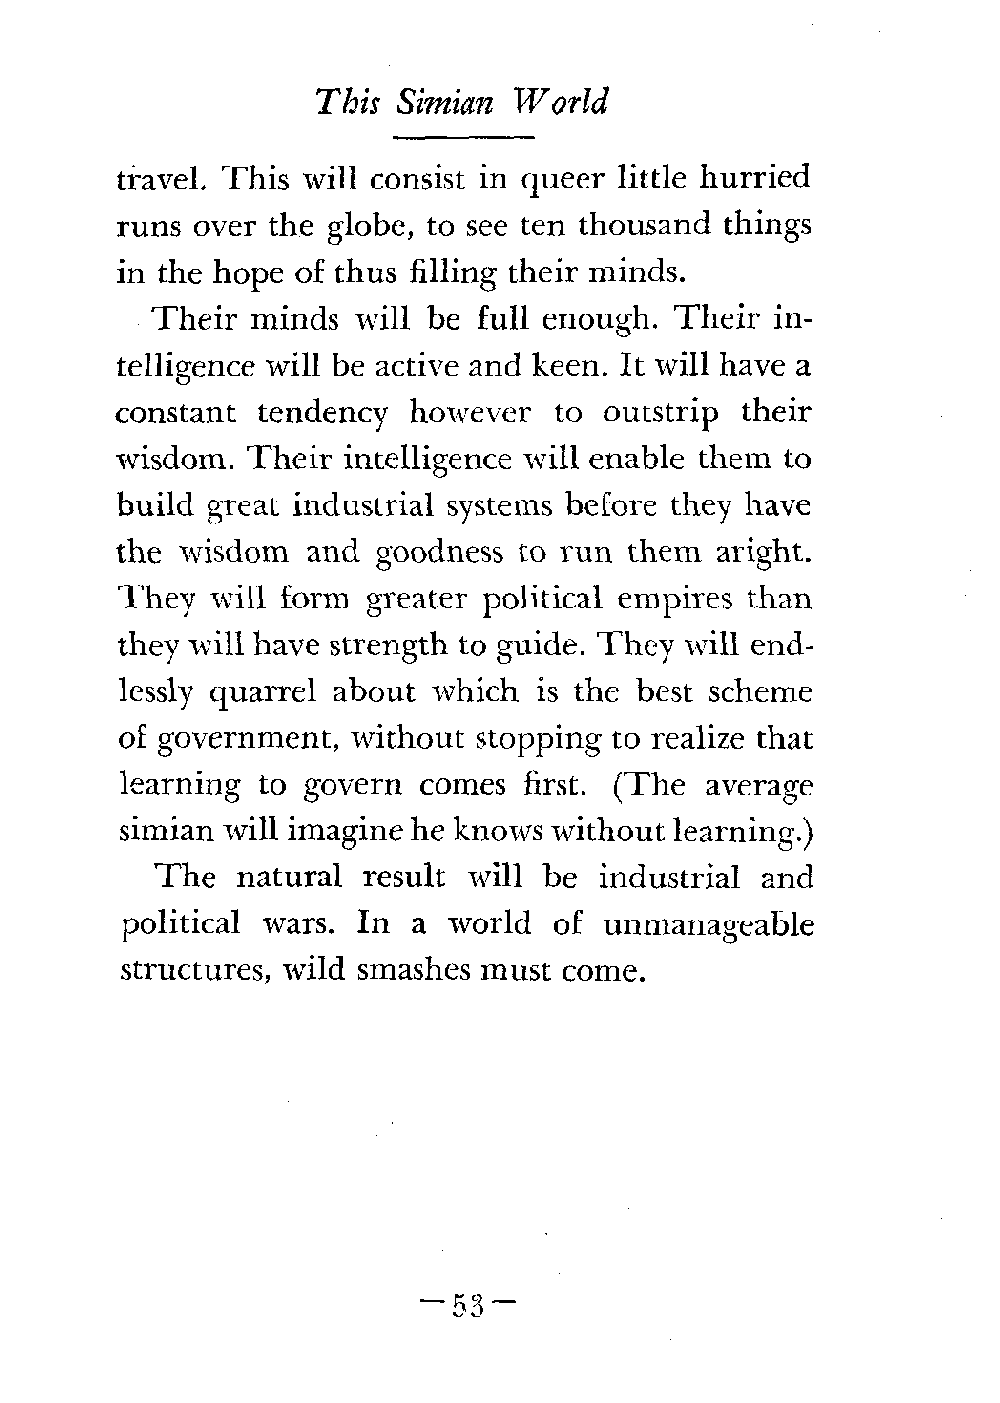 This Simian World
travel. This will consist in queer little hurried
runs over the globe, to see ten thousand things
in the hope of thus filling their minds.
Their minds will be full enough. Their in-
telligence will be active and keen. It will have a
constant tendency however to outstrip their
wisdom. Their intelligence will enable them to
build great industrial systems before they have
the wisdom and goodness to run them aright.
They will form greater political empires than
they will have strength to guide. They will end-
lessly quarrel about which is the best scheme
of government, without stopping to realize that
learning to govern comes first. (The average
simian will imagine he knows without learning.)
The natural result will be industrial and
political wars. In a world of unmanageable
structures, wild smashes must come.
—53—